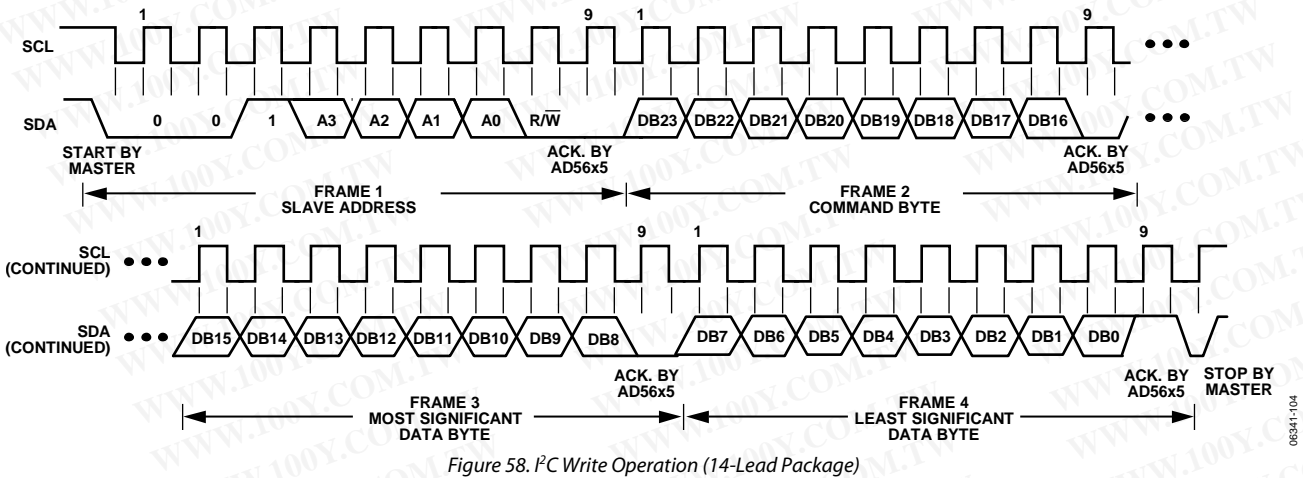 1 9 1 9
SCL
SDA
0 0 1 A3 A2 A1 A0 R/W̅ DB23 DB22 DB21 DB20 DB19 DB18 DB17 DB16
START BY
MASTER
ACK. BY
AD56x5
ACK. BY
AD56x5
FRAME 1
SLAVE ADDRESS
FRAME 2
COMMAND BYTE
1 9 1 9
SCL
(CONTINUED)
SDA
(CONTINUED)
DB15 DB14 DB13 DB12 DB11 DB10 DB9 DB8 DB7 DB6 DB5 DB4 DB3 DB2 DB1 DB0
ACK. BY
AD56x5
ACK. BY
AD56x5
STOP BY
MASTER
FRAME 3
MOST SIGNIFICANT
DATA BYTE
FRAME 4
LEAST SIGNIFICANT
DATA BYTE
06341-104
Figure 58. I²C Write Operation (14-Lead Package)
WWW.100Y.COM.TW